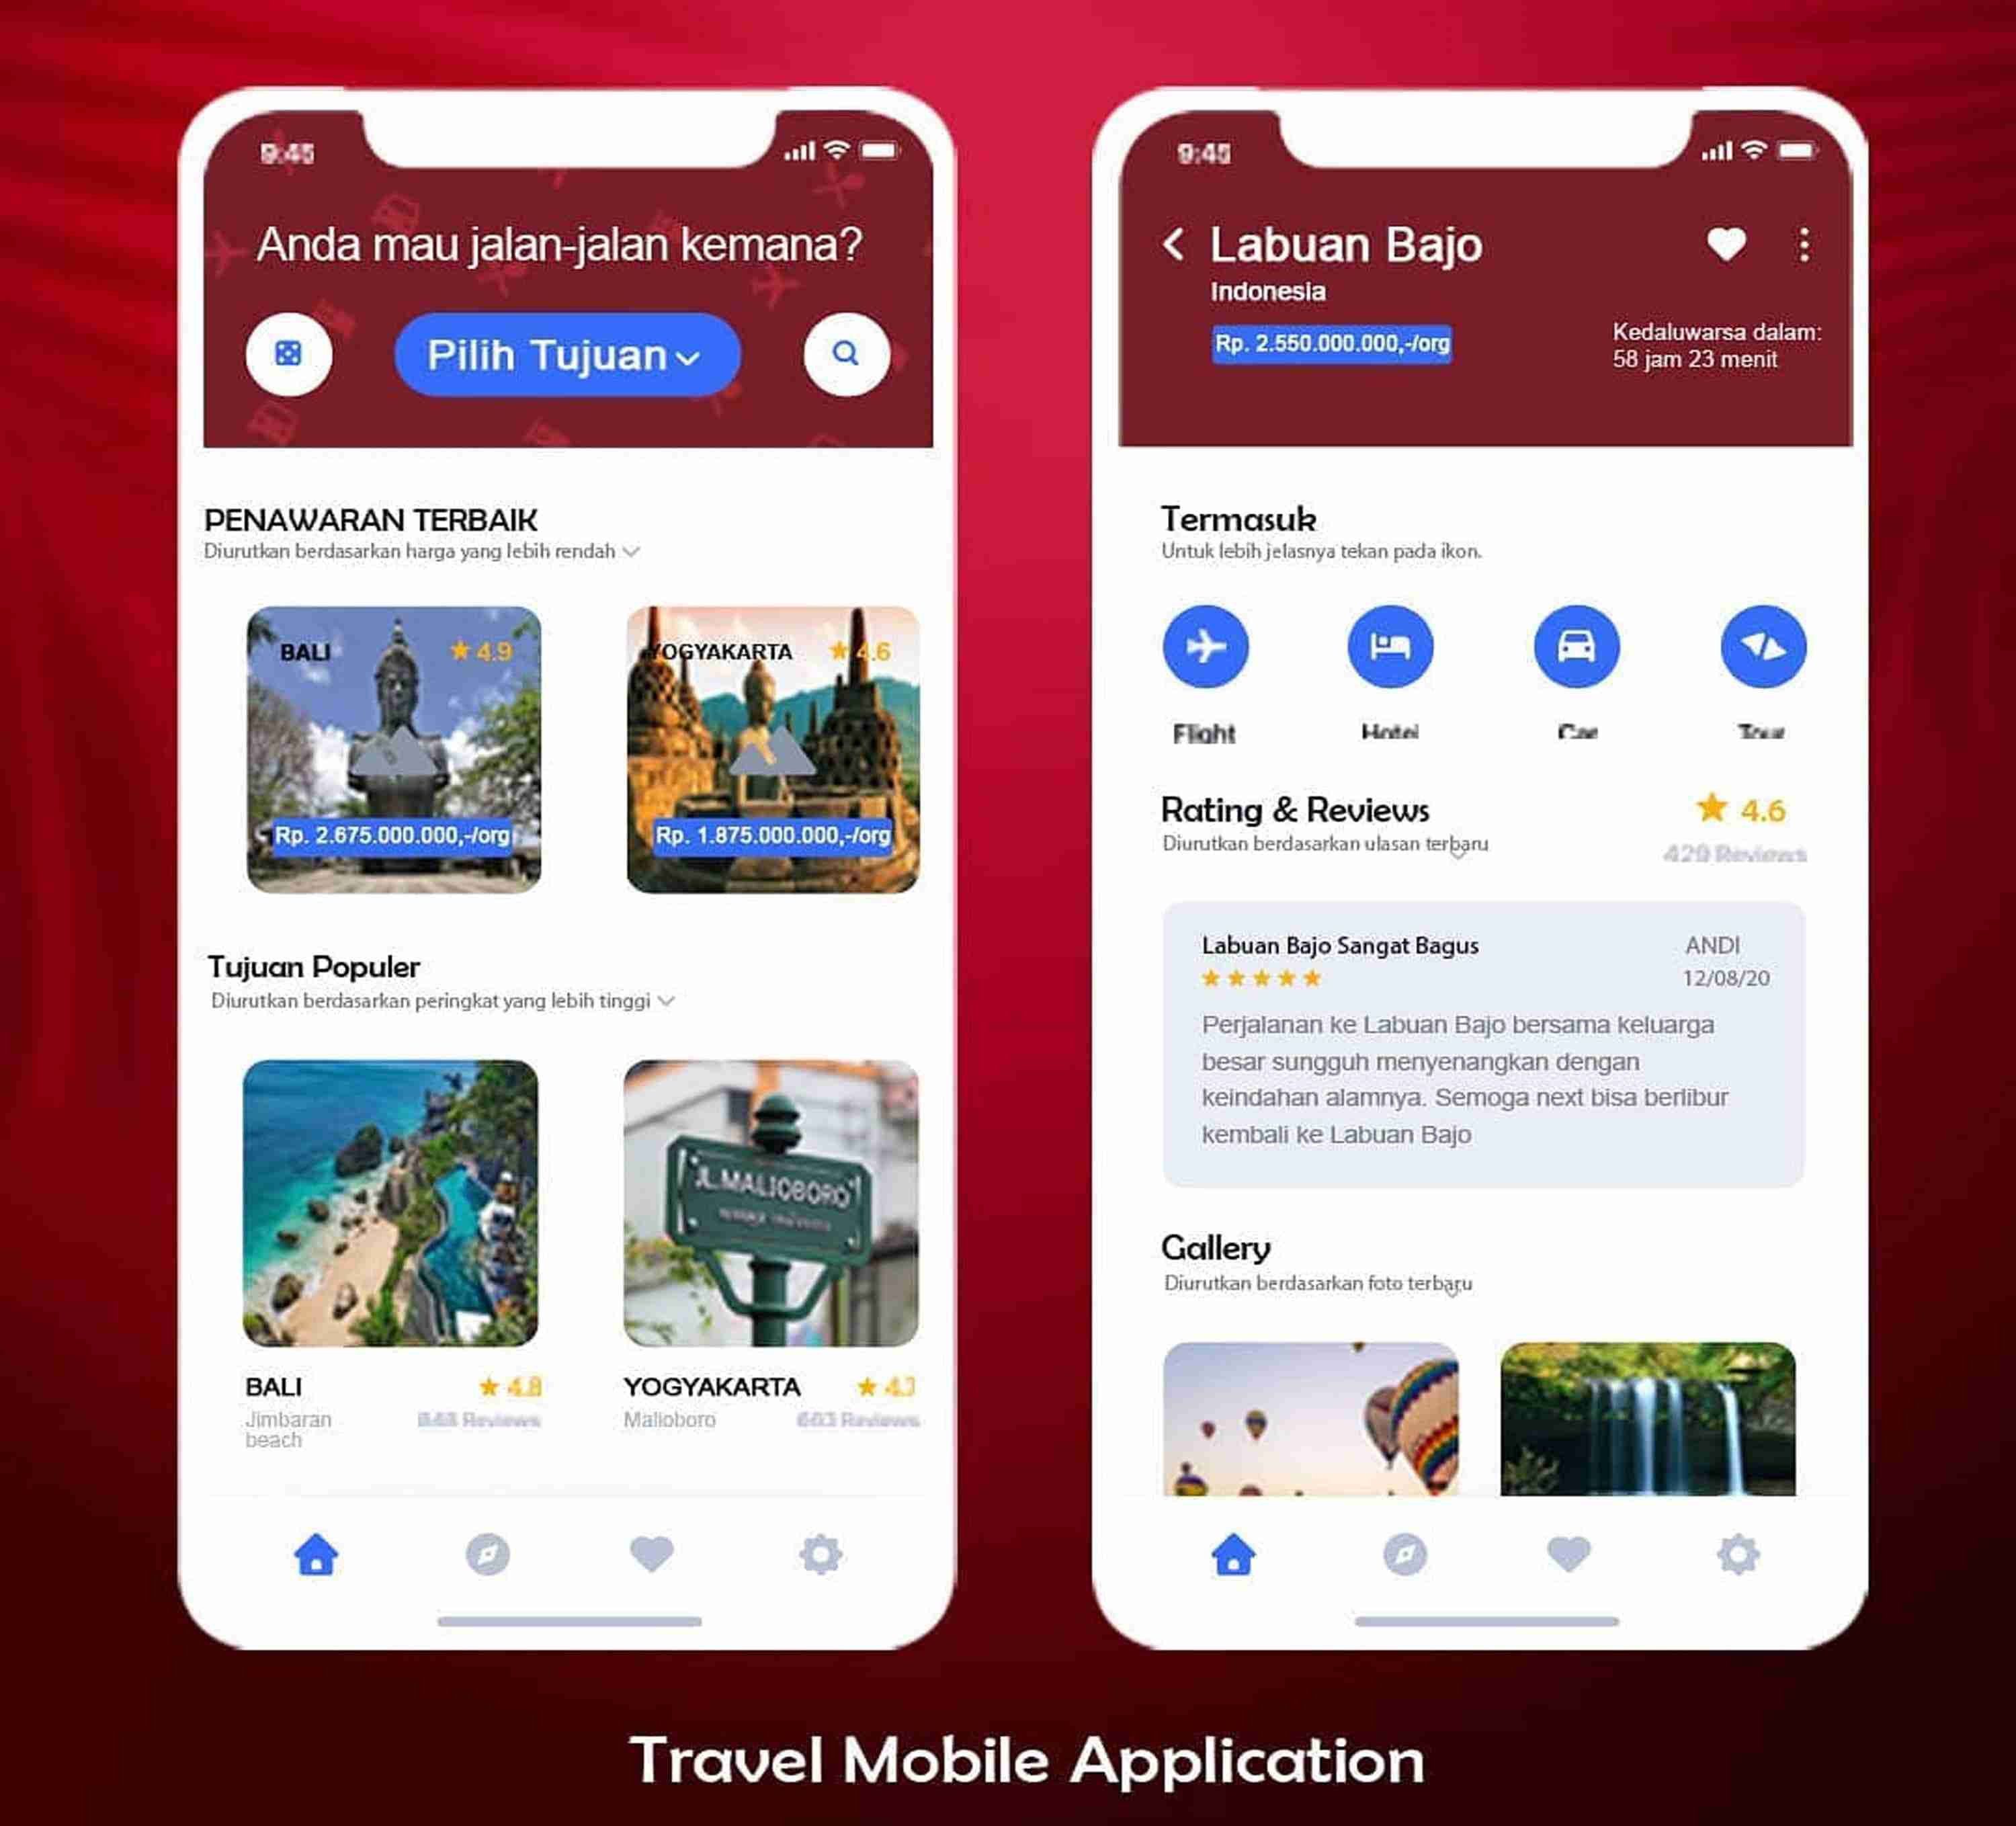 9:45
Anda mau jalan-jalan kemana?
Pilih Tujuan
PENAWARAN TERBAIK
Diurutkan berdasarkan harga yang lebih rendah
BALI
4.9
YOGYAKARTA
4.6
Rp. 2.675.000.000,-/org
Rp. 1.875.000.000,-/org
Tujuan Populer
Diurutkan berdasarkan peringkat yang lebih tinggi
JL.MALIOBORO
BALI
4.8
YOGYAKARTA
Jimbaran
beach
Reviews
Malioboro
Reviews
9:45
Labuan Bajo
Indonesia
Rp. 2.550.000.000,-/org
Kedaluwarsa dalam:
58 jam 23 menit
Termasuk
Untuk lebih jelasnya tekan pada ikon.
Flight
Hotel
Car
Tour
Rating & Reviews
4.6
Diurutkan berdasarkan ulasan terbaru
429 Reviews
Labuan Bajo Sangat Bagus
ANDI
12/08/20
Perjalanan ke Labuan Bajo bersama keluarga
besar sungguh menyenangkan dengan
keindahan alamnya. Semoga next bisa berlibur
kembali ke Labuan Bajo
Gallery
Diurutkan berdasarkan foto terbaru
Travel Mobile Application